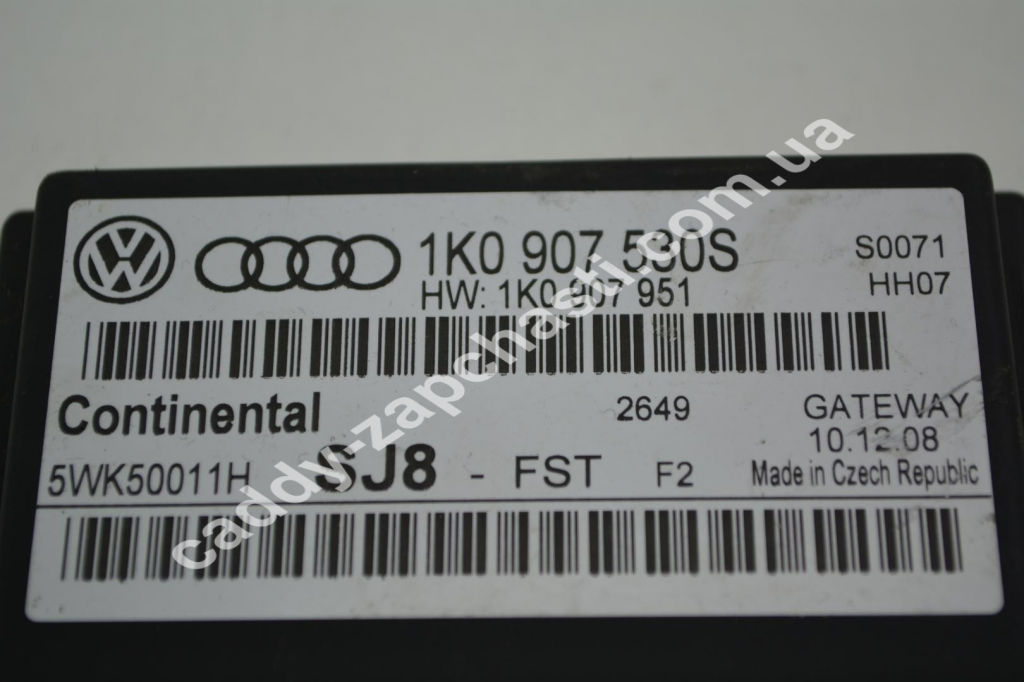 1K0 907 530S S0071
HW: 1K0 907 951 HH07
Continental 2649 GATEWAY
10.12.08
5WK50011H SJ8 - FST F2 Made in Czech Republic
caddy-zapchasti.com.ua